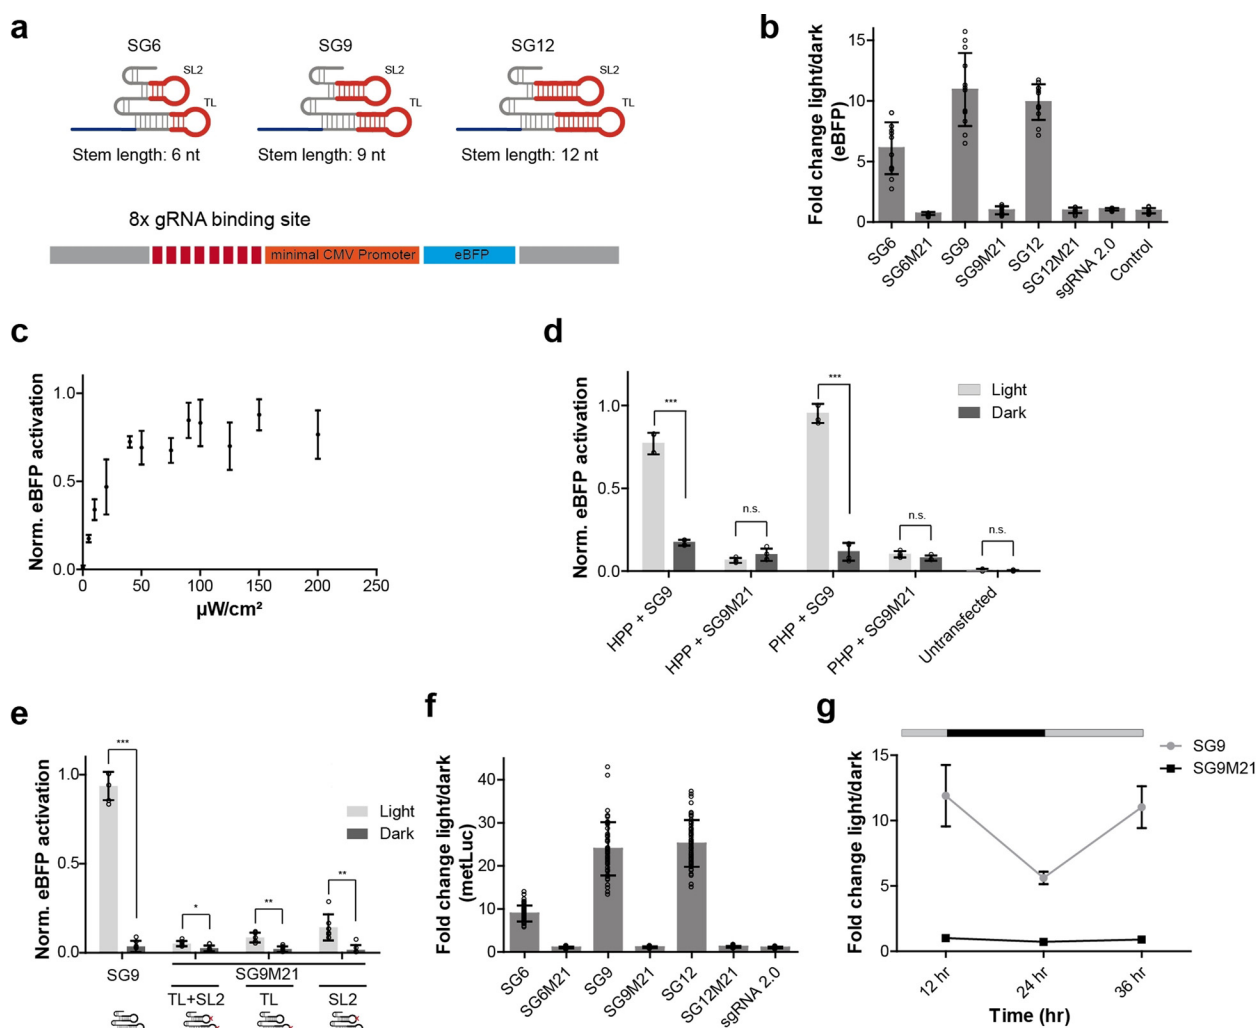 a
SG6
SG9
SG12
SL2
SL2
SL2
TL
TL
TL
Stem length: 6 nt
Stem length: 9 nt
Stem length: 12 nt
8x gRNA binding site
minimal CMV Promoter
eBFP
b
Fold change light/dark
(eBFP)
15
10
5
0
SG6
SG6M21
SG9
SG9M21
SG12
SG12M21
sgRNA 2.0
Control
c
Norm. eBFP activation
1.0
0.5
0.0
0
50
100
150
200
250
µW/cm²
d
Norm. eBFP activation
1.0
0.5
0.0
***
n.s.
***
n.s.
n.s.
Light
Dark
HPP + SG9
HPP + SG9M21
PHP + SG9
PHP + SG9M21
Untransfected
e
Norm. eBFP activation
1.0
0.5
0.0
***
*
**
**
Light
Dark
SG9
SG9M21
TL+SL2
TL
SL2
f
Fold change light/dark
(metLuc)
40
30
20
10
0
SG6
SG6M21
SG9
SG9M21
SG12
SG12M21
sgRNA 2.0
g
Fold change light/dark
15
10
5
0
12 hr
24 hr
36 hr
Time (hr)
SG9
SG9M21